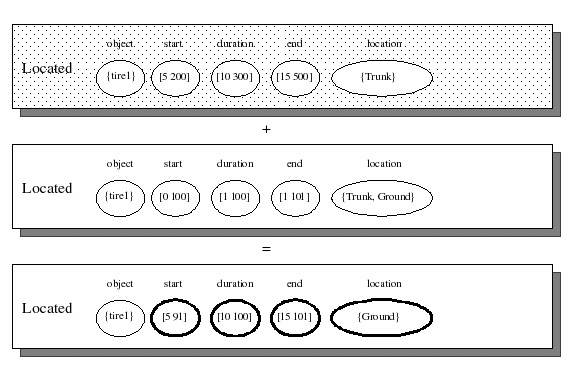 object start duration end location
Located {tire1} [5 200] [10 300] [15 500] {Trunk}
+
object start duration end location
Located {tire1} [0 100] [1 100] [1 101] {Trunk, Ground}
=
object start duration end location
Located {tire1} [5 91] [10 100] [15 101] {Ground}